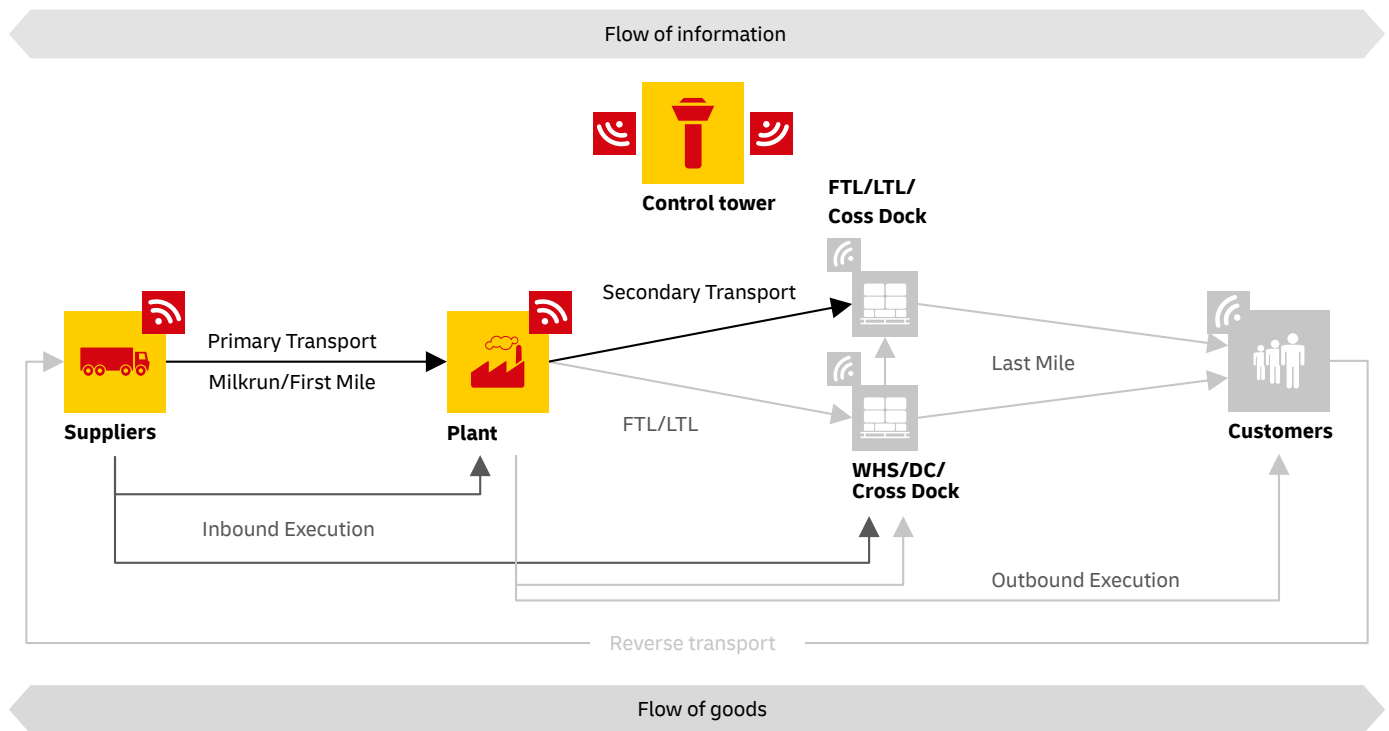 Flow of information
Control tower
FTL/LTL/
Coss Dock
Secondary Transport
Primary Transport
Milkrun/First Mile
Last Mile
FTL/LTL
Suppliers
Plant
Customers
WHS/DC/
Cross Dock
Inbound Execution
Outbound Execution
Reverse transport
Flow of goods